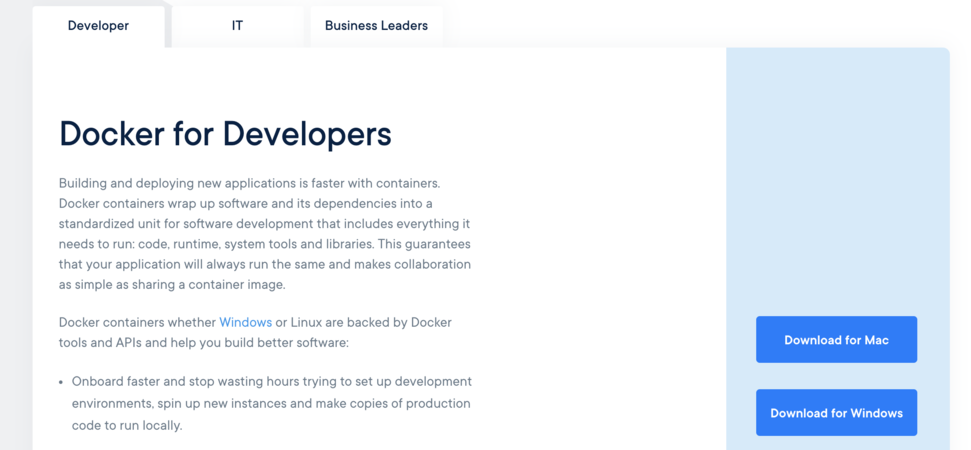 Developer
IT
Business Leaders
Docker for Developers
Building and deploying new applications is faster with containers.
Docker containers wrap up software and its dependencies into a
standardized unit for software development that includes everything it
needs to run: code, runtime, system tools and libraries. This guarantees
that your application will always run the same and makes collaboration
as simple as sharing a container image.
Docker containers whether Windows or Linux are backed by Docker
tools and APIs and help you build better software:
• Onboard faster and stop wasting hours trying to set up development
environments, spin up new instances and make copies of production
code to run locally.
Download for Mac
Download for Windows